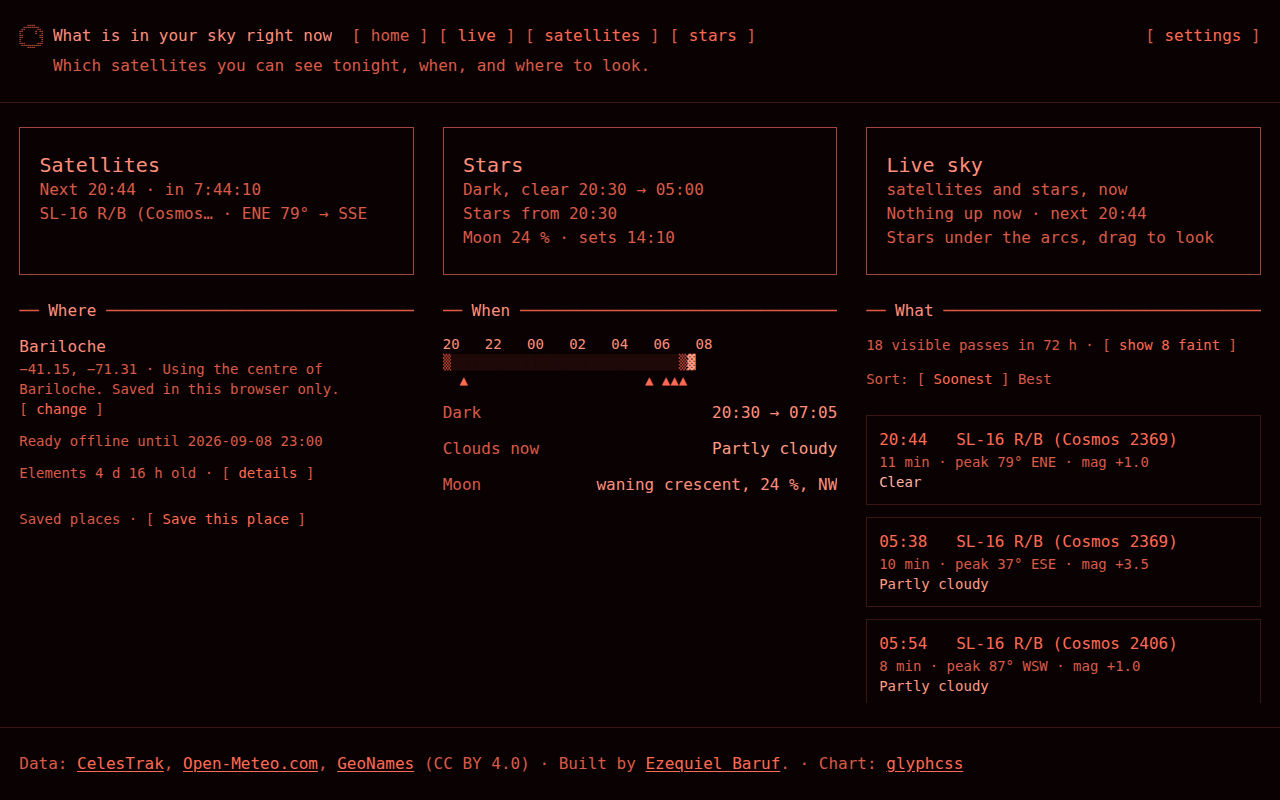 What is in your sky right now [ home ] [ live ] [ satellites ] [ stars ] [ settings ]
Which satellites you can see tonight, when, and where to look.
Satellites
Next 20:44 · in 7:44:10
SL-16 R/B (Cosmos… · ENE 79° → SSE
Stars
Dark, clear 20:30 → 05:00
Stars from 20:30
Moon 24 % · sets 14:10
Live sky
satellites and stars, now
Nothing up now · next 20:44
Stars under the arcs, drag to look
Where
Bariloche
−41.15, −71.31 · Using the centre of
Bariloche. Saved in this browser only.
[ change ]
Ready offline until 2026-09-08 23:00
Elements 4 d 16 h old · [ details ]
Saved places · [ Save this place ]
When
20 22 00 02 04 06 08
Dark 20:30 → 07:05
Clouds now Partly cloudy
Moon waning crescent, 24 %, NW
What
18 visible passes in 72 h · [ show 8 faint ]
Sort: [ Soonest ] Best
20:44 SL-16 R/B (Cosmos 2369)
11 min · peak 79° ENE · mag +1.0
Clear
05:38 SL-16 R/B (Cosmos 2369)
10 min · peak 37° ESE · mag +3.5
Partly cloudy
05:54 SL-16 R/B (Cosmos 2406)
8 min · peak 87° WSW · mag +1.0
Partly cloudy
Data: CelesTrak, Open-Meteo.com, GeoNames (CC BY 4.0) · Built by Ezequiel Baruf. · Chart: glyphcss